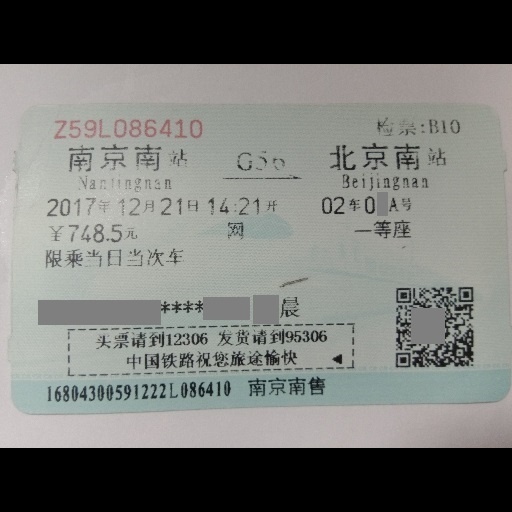 Z59L086410 检票:B10
南京南站 G56 北京南站
Nanjingnan Beijingnan
2017年12月21日14:21开 02车0 A号
￥748.5元 网 一等座
限乘当日当次车
**** 晨
买票请到12306 发货请到95306
中国铁路祝您旅途愉快
16804300591222L086410 南京南售